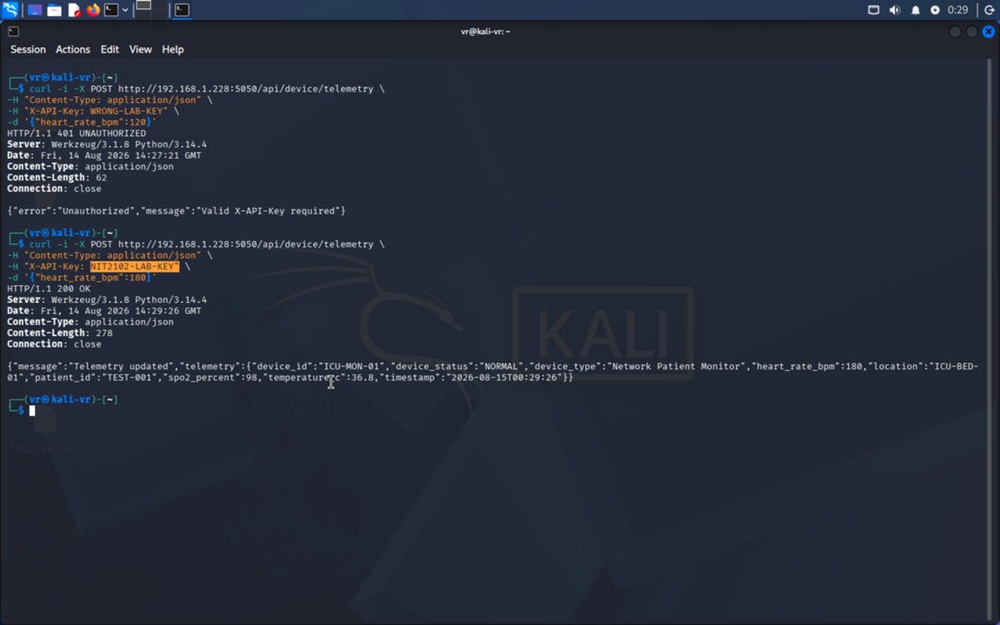 0:29
vr@kali-vr: ~
Session Actions Edit View Help
┌──(vr㉿kali-vr)-[~]
└─$ curl -i -X POST http://192.168.1.228:5050/api/device/telemetry \
-H "Content-Type: application/json" \
-H "X-API-Key: WRONG-LAB-KEY" \
-d '{"heart_rate_bpm":120}'
HTTP/1.1 401 UNAUTHORIZED
Server: Werkzeug/3.1.8 Python/3.14.4
Date: Fri, 14 Aug 2026 14:27:21 GMT
Content-Type: application/json
Content-Length: 62
Connection: close
{"error":"Unauthorized","message":"Valid X-API-Key required"}
┌──(vr㉿kali-vr)-[~]
└─$ curl -i -X POST http://192.168.1.228:5050/api/device/telemetry \
-H "Content-Type: application/json" \
-H "X-API-Key: NIT2102-LAB-KEY" \
-d '{"heart_rate_bpm":180}'
HTTP/1.1 200 OK
Server: Werkzeug/3.1.8 Python/3.14.4
Date: Fri, 14 Aug 2026 14:29:26 GMT
Content-Type: application/json
Content-Length: 278
Connection: close
{"message":"Telemetry updated","telemetry":{"device_id":"ICU-MON-01","device_status":"NORMAL","device_type":"Network Patient Monitor","heart_rate_bpm":180,"location":"ICU-BED-
01","patient_id":"TEST-001","spo2_percent":98,"temperature_c":36.8,"timestamp":"2026-08-15T00:29:26"}}
┌──(vr㉿kali-vr)-[~]
└─$
KALI